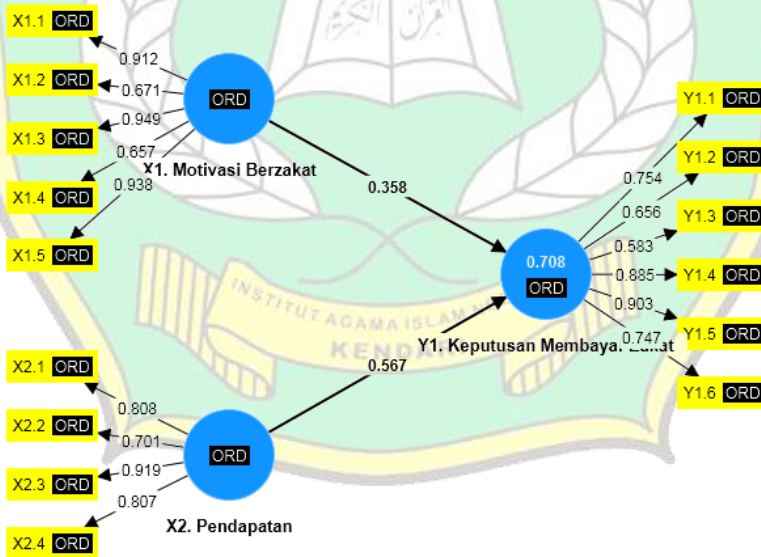 X1.1 ORD
X1.2 ORD
X1.3 ORD
X1.4 ORD
X1.5 ORD
0.912
0.671
0.949
0.657
0.938
ORD
X1. Motivasi Berzakat
0.358
X2.1 ORD
X2.2 ORD
X2.3 ORD
X2.4 ORD
0.808
0.701
0.919
0.807
ORD
X2. Pendapatan
0.567
0.708
ORD
Y1. Keputusan
0.754
0.656
0.583
0.885
0.903
0.747
Y1.1 ORD
Y1.2 ORD
Y1.3 ORD
Y1.4 ORD
Y1.5 ORD
Y1.6 ORD
INSTITUT AGAMA ISLAM